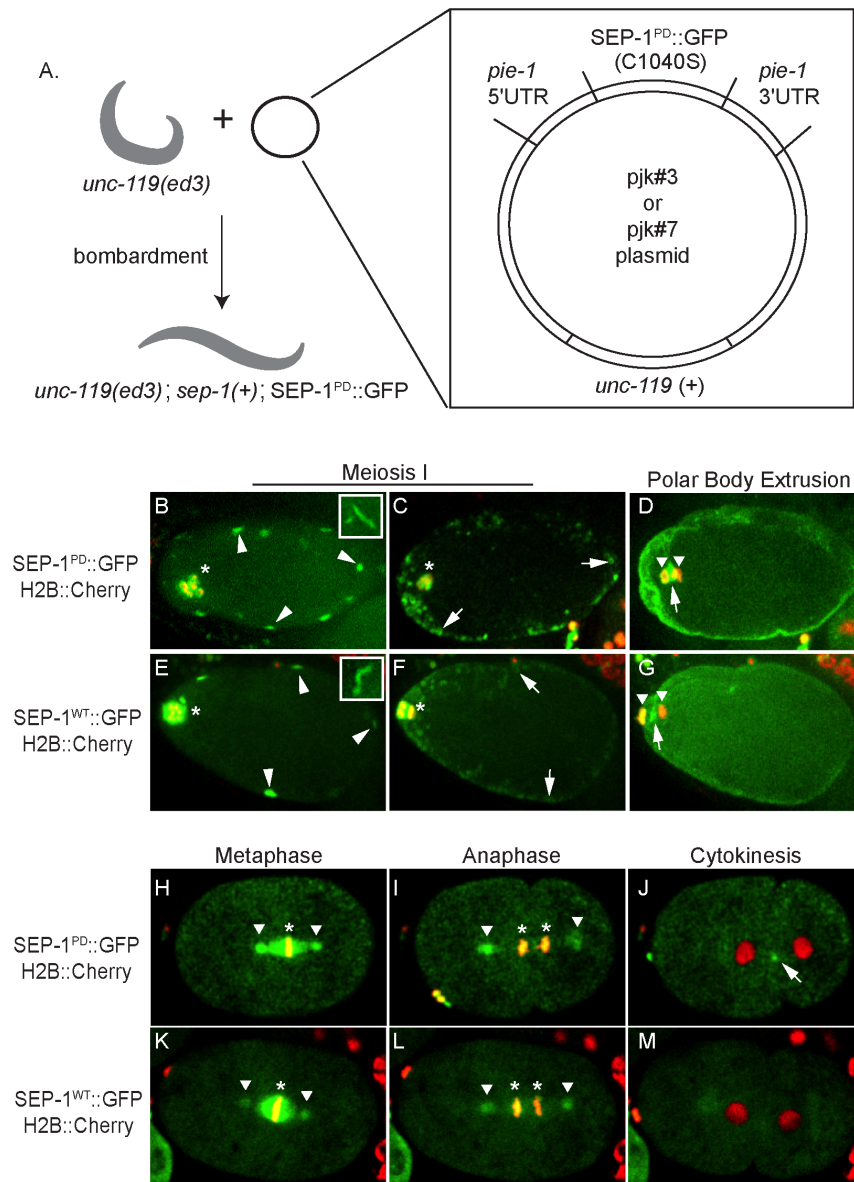 A.
unc-119(ed3)
+
bombardment
unc-119(ed3); sep-1(+); SEP-1PD::GFP
SEP-1PD::GFP
(C1040S)
pie-1
5'UTR
pie-1
3'UTR
pjk#3
or
pjk#7
plasmid
unc-119 (+)
Meiosis I
Polar Body Extrusion
SEP-1PD::GFP
H2B::Cherry
B
*
C
*
D
SEP-1WT::GFP
H2B::Cherry
E
*
F
*
G
Metaphase
Anaphase
Cytokinesis
SEP-1PD::GFP
H2B::Cherry
H
*
I
* *
J
SEP-1WT::GFP
H2B::Cherry
K
*
L
* *
M